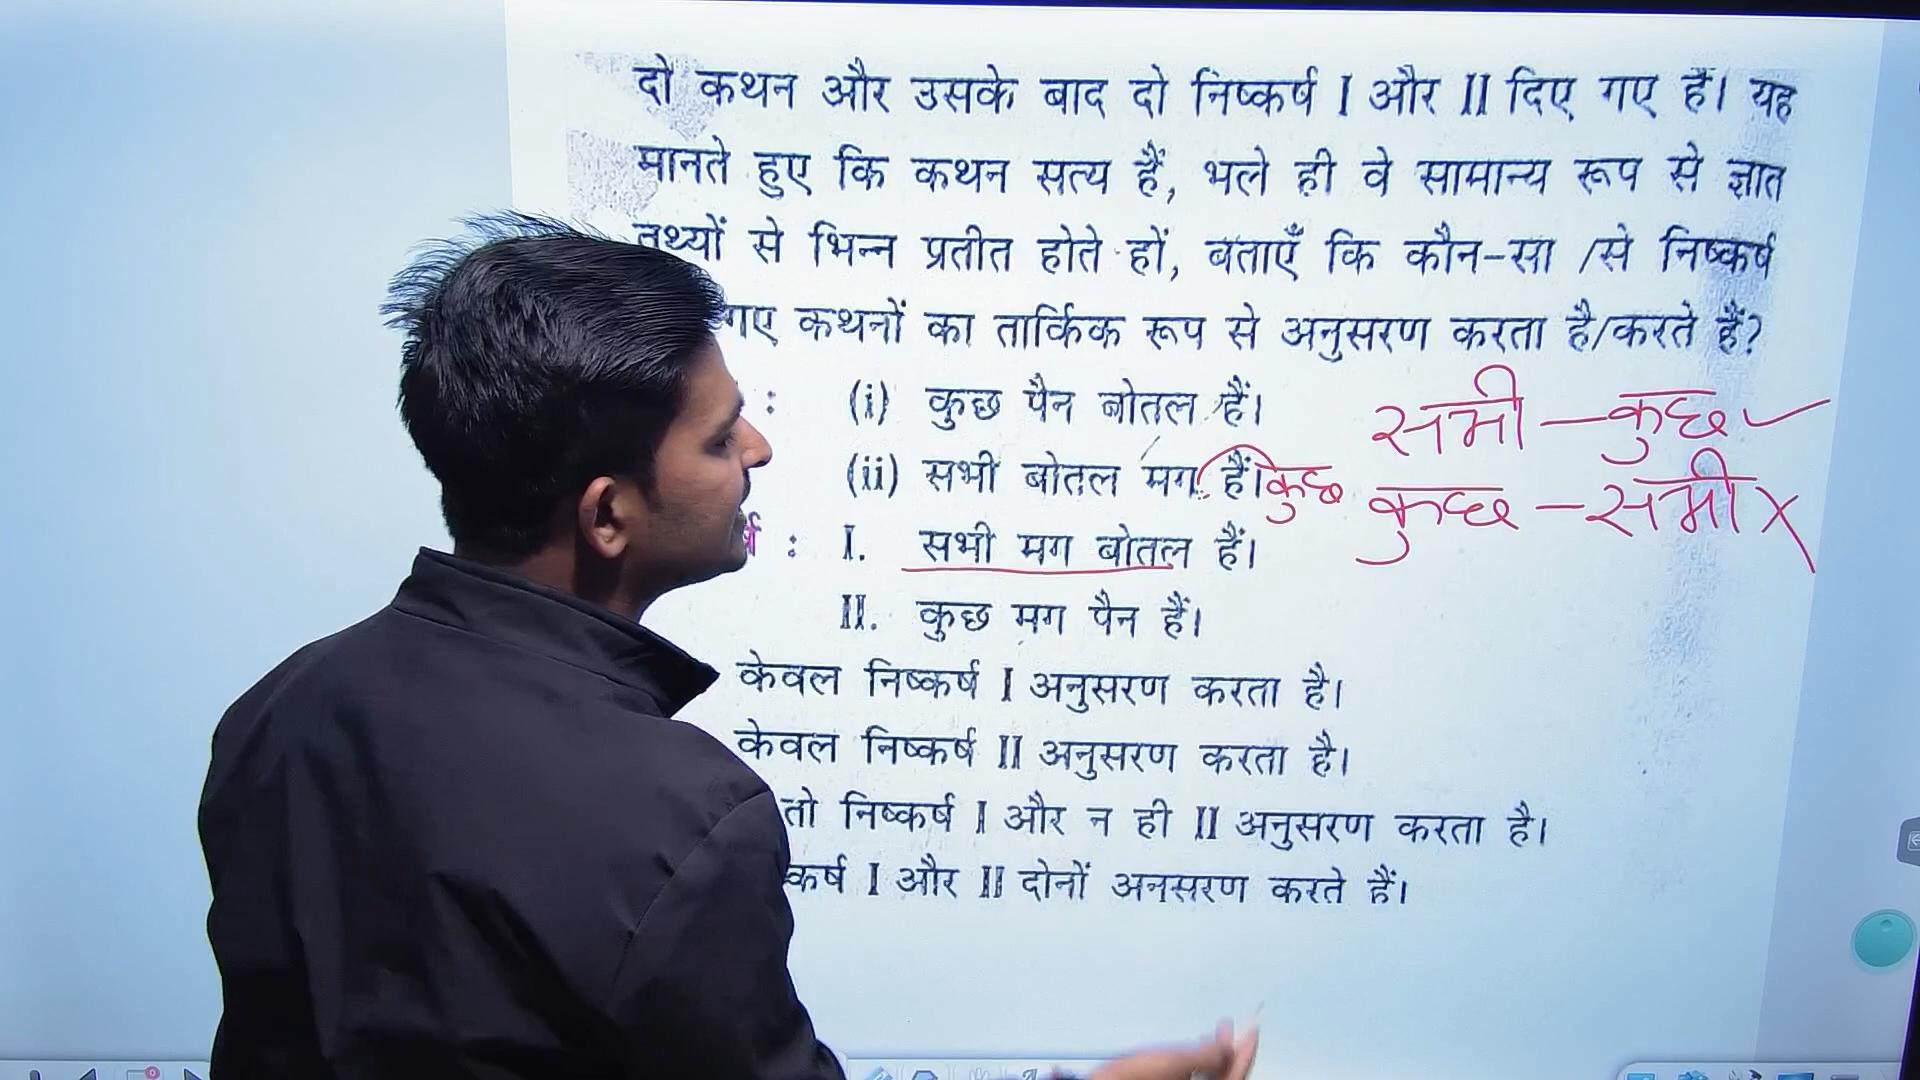 दो कथन और उसके बाद दो निष्कर्ष I और II दिए गए हैं। यह
मानते हुए कि कथन सत्य हैं, भले ही वे सामान्य रूप से ज्ञात
तथ्यों से भिन्न प्रतीत होते हों, बताएँ कि कौन-सा /से निष्कर्ष
गए कथनों का तार्किक रूप से अनुसरण करता है/करते हैं?
: (i) कुछ पैन बोतल हैं।
सभी – कुछ ✓
(ii) सभी बोतल मग हैं।
कुछ
कुछ – सभी X
: I. सभी मग बोतल हैं।
II. कुछ मग पैन हैं।
केवल निष्कर्ष I अनुसरण करता है।
केवल निष्कर्ष II अनुसरण करता है।
तो निष्कर्ष I और न ही II अनुसरण करता है।
कर्ष I और II दोनों अनुसरण करते हैं।